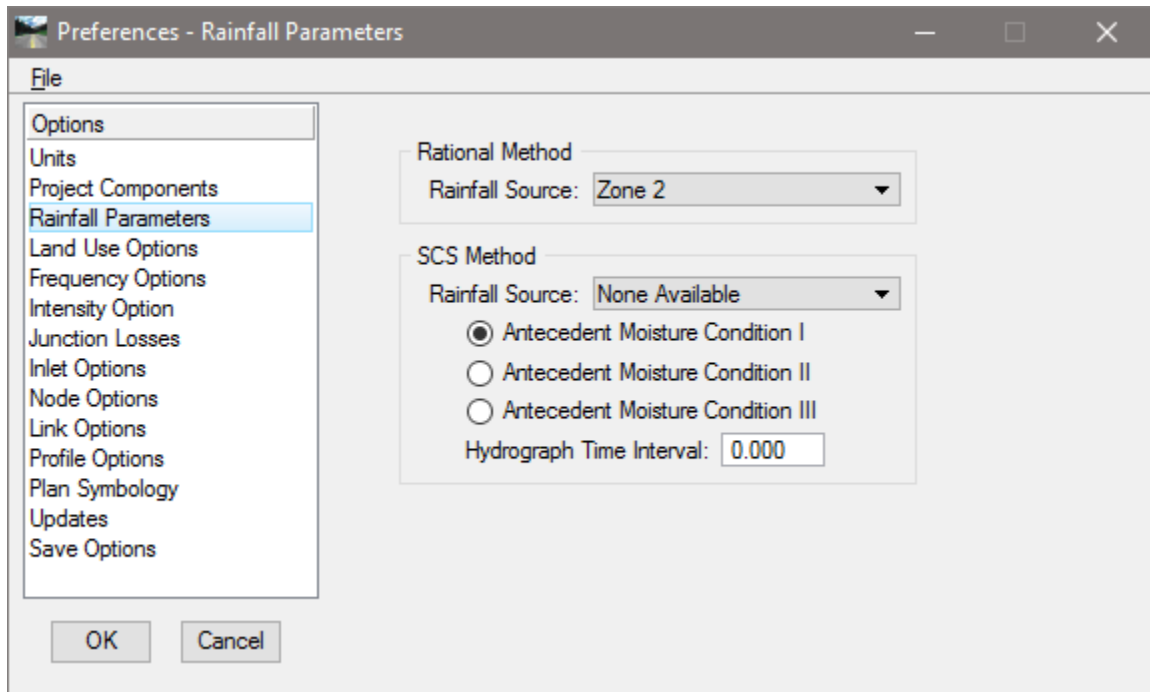 Preferences - Rainfall Parameters
File
Options
Units
Project Components
Rainfall Parameters
Land Use Options
Frequency Options
Intensity Option
Junction Losses
Inlet Options
Node Options
Link Options
Profile Options
Plan Symbology
Updates
Save Options
Rational Method
Rainfall Source: Zone 2
SCS Method
Rainfall Source: None Available
Antecedent Moisture Condition I
Antecedent Moisture Condition II
Antecedent Moisture Condition III
Hydrograph Time Interval: 0.000
OK Cancel